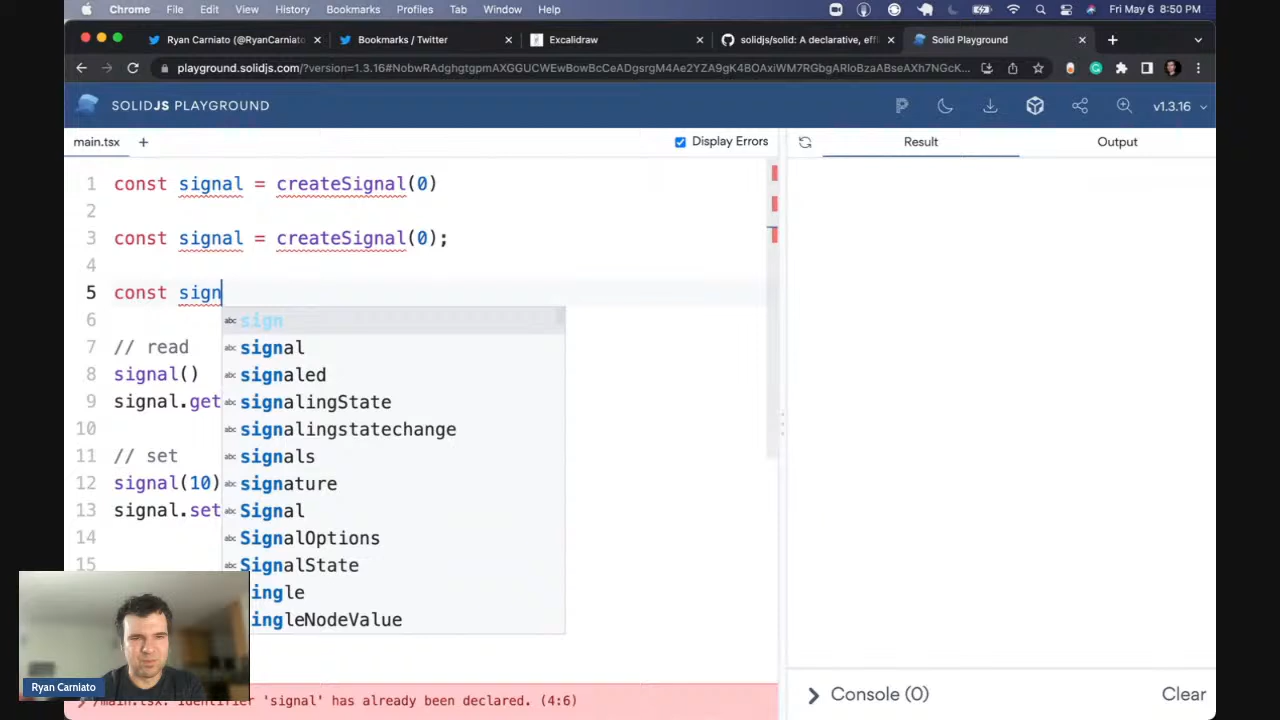 Chrome File Edit View History Bookmarks Profiles Tab Window Help Fri May 6 8:50 PM
Ryan Carniato (@RyanCarniato Bookmarks / Twitter Excalidraw solidjs/solid: A declarative, effi Solid Playground
playground.solidjs.com/?version=1.3.16#NobwRAdghgtgpmAXGGUCWEwBowBcCeADgsrgM4Ae2YZA9gK4BOAxiWM7RGbgARIoBzaABseAXh7NGcK...
SOLIDJS PLAYGROUND v1.3.16
main.tsx + Display Errors Result Output
1 const signal = createSignal(0)
2
3 const signal = createSignal(0);
4
5 const sign
6 sign
7 // read signal
8 signal() signaled
9 signal.get signalingState
10 signalingstatechange
11 // set signals
12 signal(10) signature
13 signal.set Signal
14 SignalOptions
15 SignalState
ingle
ingleNodeValue
Ryan Carniato
/main.tsx: Identifier 'signal' has already been declared. (4:6)
Console (0) Clear